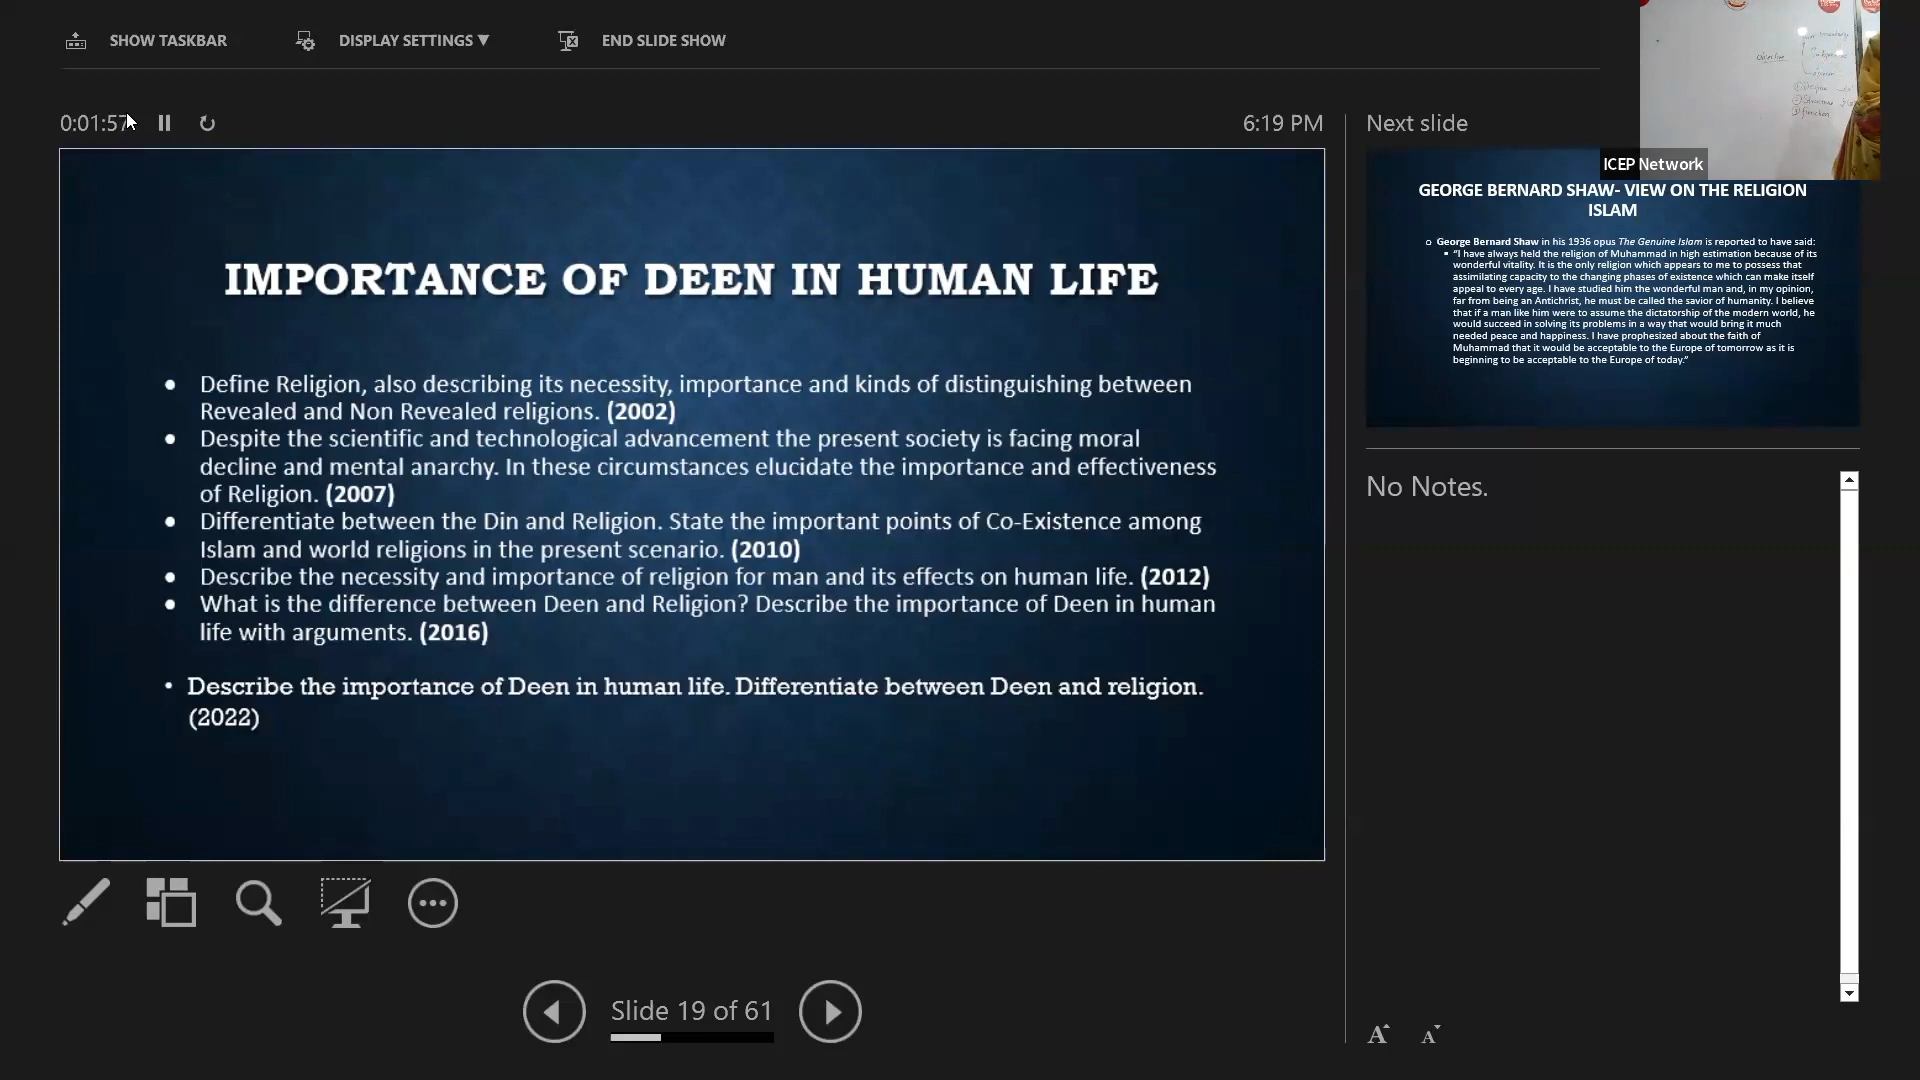 SHOW TASKBAR
DISPLAY SETTINGS ▼
END SLIDE SHOW
0:01:57
6:19 PM
Next slide
ICEP Network
IMPORTANCE OF DEEN IN HUMAN LIFE
● Define Religion, also describing its necessity, importance and kinds of distinguishing between
Revealed and Non Revealed religions. (2002)
● Despite the scientific and technological advancement the present society is facing moral
decline and mental anarchy. In these circumstances elucidate the importance and effectiveness
of Religion. (2007)
● Differentiate between the Din and Religion. State the important points of Co-Existence among
Islam and world religions in the present scenario. (2010)
● Describe the necessity and importance of religion for man and its effects on human life. (2012)
● What is the difference between Deen and Religion? Describe the importance of Deen in human
life with arguments. (2016)
• Describe the importance of Deen in human life. Differentiate between Deen and religion.
(2022)
GEORGE BERNARD SHAW- VIEW ON THE RELIGION
ISLAM
George Bernard Shaw in his 1936 opus The Genuine Islam is reported to have said:
▪ “I have always held the religion of Muhammad in high estimation because of its
wonderful vitality. It is the only religion which appears to me to possess that
assimilating capacity to the changing phases of existence which can make itself
appeal to every age. I have studied him the wonderful man and, in my opinion,
far from being an Antichrist, he must be called the savior of humanity. I believe
that if a man like him were to assume the dictatorship of the modern world, he
would succeed in solving its problems in a way that would bring it much
needed peace and happiness. I have prophesized about the faith of
Muhammad that it would be acceptable to the Europe of tomorrow as it is
beginning to be acceptable to the Europe of today.”
No Notes.
Slide 19 of 61
A A